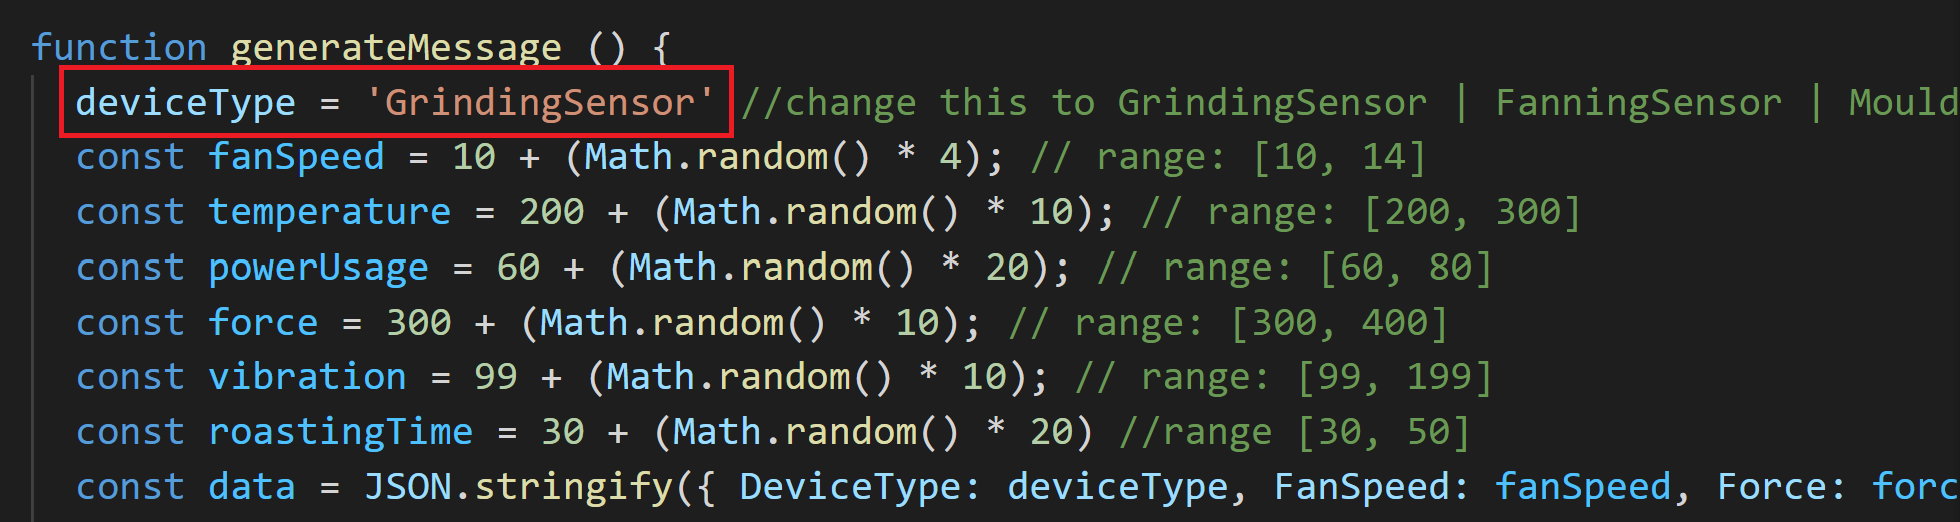 function generateMessage () {
deviceType = 'GrindingSensor' //change this to GrindingSensor | FanningSensor | Mould
const fanSpeed = 10 + (Math.random() * 4); // range: [10, 14]
const temperature = 200 + (Math.random() * 10); // range: [200, 300]
const powerUsage = 60 + (Math.random() * 20); // range: [60, 80]
const force = 300 + (Math.random() * 10); // range: [300, 400]
const vibration = 99 + (Math.random() * 10); // range: [99, 199]
const roastingTime = 30 + (Math.random() * 20) //range [30, 50]
const data = JSON.stringify({ DeviceType: deviceType, FanSpeed: fanSpeed, Force: forc